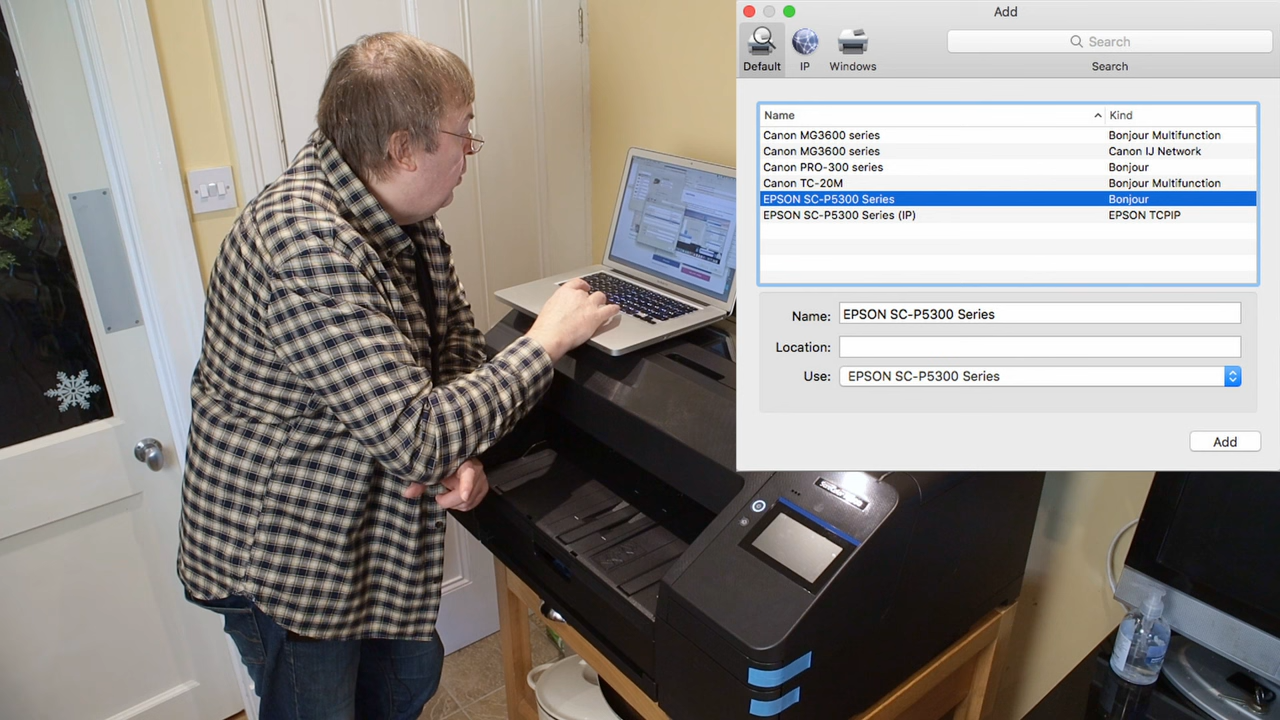 Add
Default IP Windows
Search
Search
Name Kind
Canon MG3600 series Bonjour Multifunction
Canon MG3600 series Canon IJ Network
Canon PRO-300 series Bonjour
Canon TC-20M Bonjour Multifunction
EPSON SC-P5300 Series Bonjour
EPSON SC-P5300 Series (IP) EPSON TCPIP
Name: EPSON SC-P5300 Series
Location:
Use: EPSON SC-P5300 Series
Add